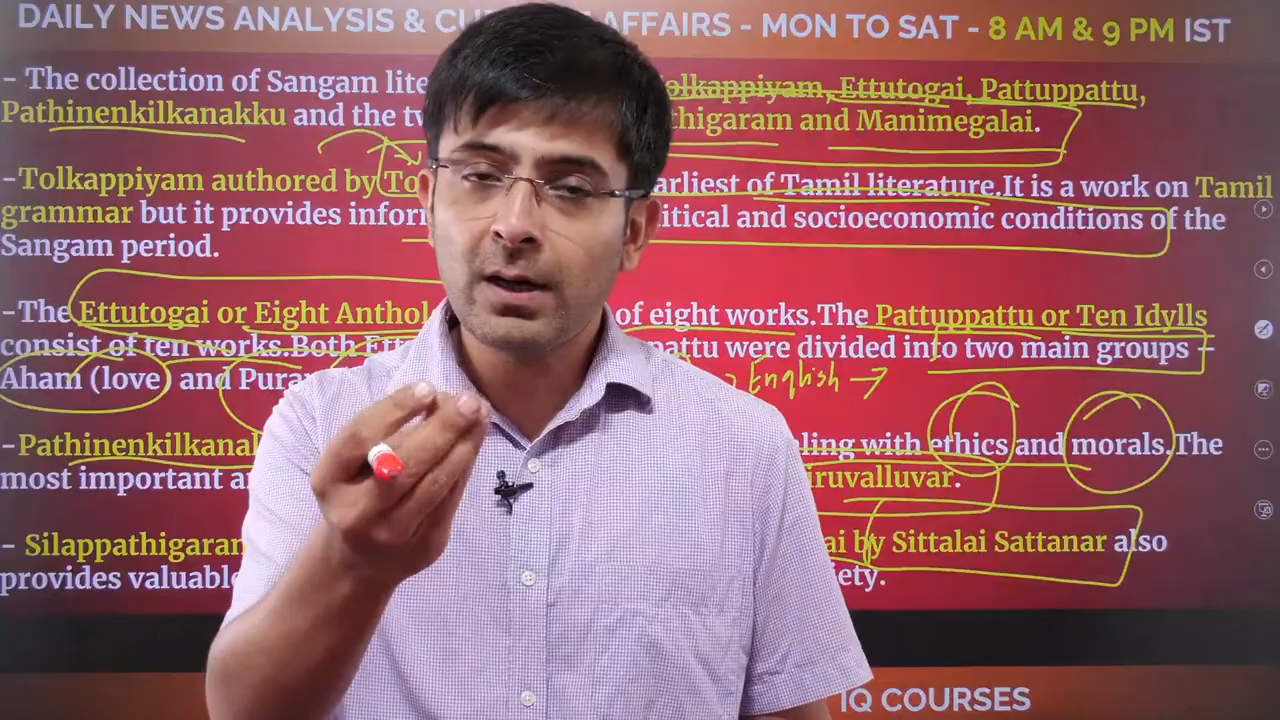 DAILY NEWS ANALYSIS & CU AFFAIRS - MON TO SAT - 8 AM & 9 PM IST
- The collection of Sangam lite olkappiyam, Ettutogai, Pattuppattu,
Pathinenkilkanakku and the tw thigaram and Manimegalai.
-Tolkappiyam authored by To arliest of Tamil literature.It is a work on Tamil
grammar but it provides infor itical and socioeconomic conditions of the
Sangam period.
-The Ettutogai or Eight Anthol of eight works.The Pattuppattu or Ten Idylls
consist of ten works.Both Ett pattu were divided into two main groups -
Aham (love) and Pura
English →
-Pathinenkilkanak ling with ethics and morals.The
most important a iruvalluvar.
- Silappathigaram ai by Sittalai Sattanar also
provides valuabl iety.
IQ COURSES